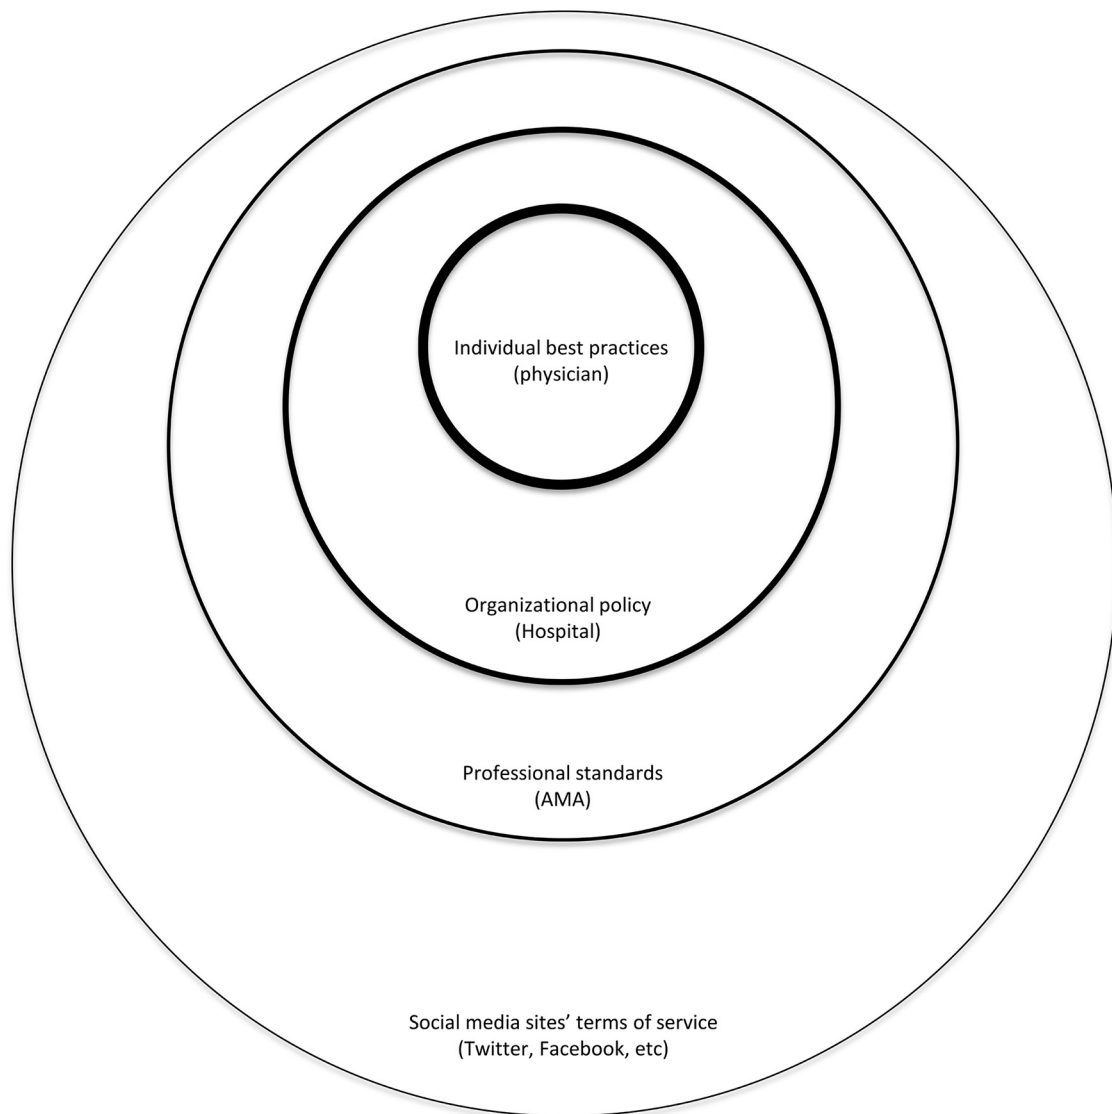 Individual best practices
(physician)
Organizational policy
(Hospital)
Professional standards
(AMA)
Social media sites’ terms of service
(Twitter, Facebook, etc)